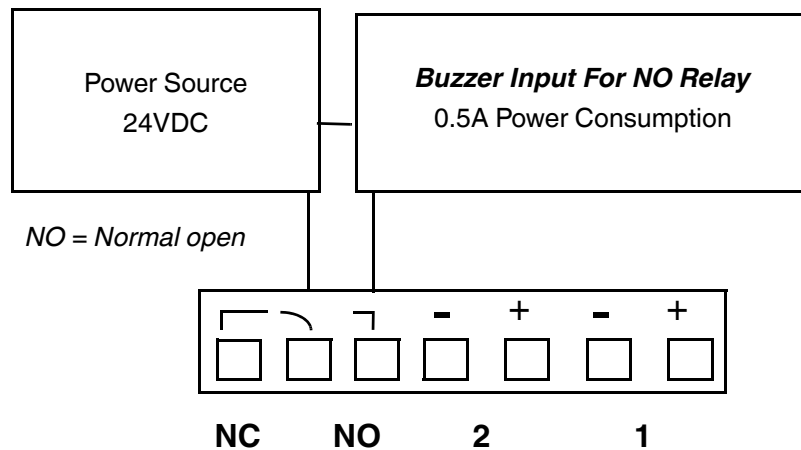 Power Source
24VDC
Buzzer Input For NO Relay
0.5A Power Consumption
NO = Normal open
- + - +
NC NO 2 1